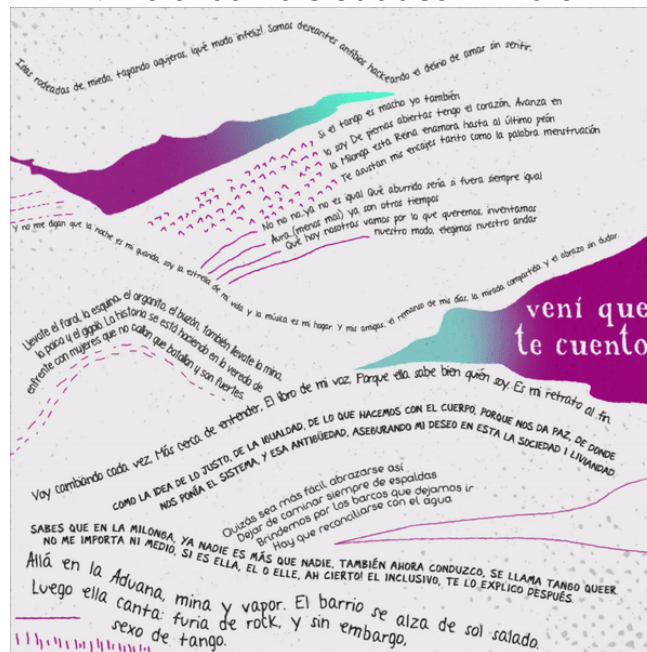 Islas rodeadas de miedo, tapando agujeros, ¡qué modo infeliz! Somos deseantes anfibios hackeando el delirio de amar sin sentir.
Si el tango es macho yo también
lo soy De piernas abiertas tengo el corazón. Avanza en
la Milonga esta Reina enamora hasta al último peón
Te asustan mis encajes tanto como la palabra menstruación
No no no...ya no es igual Qué aburrido sería si fuera siempre igual
Aura (menos mal) ya son otros tiempos
Qué hoy nosotras vamos por lo que queremos, inventamos
nuestro modo, elegimos nuestro andar
Y no me digan que la noche es mi guarida, soy la estrella de mi vida y la música es mi hogar. Y mis amigas, el remanso de mis días, la mirada compartida y el abrazo sin dudar.
vení que
te cuento
Llevate el farol, la esquina, el organito, el buzón, también llevate la mina,
la paica y el gigoló. La historia se está haciendo en la vereda de
enfrente con mujeres que no callan que batallan y son fuertes.
Voy cambiando cada vez, Más cerca de entender, El libro de mi voz. Porque ella sabe bien quién soy. Es mi retrato al fin.
COMO LA IDEA DE LO JUSTO, DE LA IGUALDAD, DE LO QUE HACEMOS CON EL CUERPO, PORQUE NOS DA PAZ, DE DONDE
NOS PONÍA EL SISTEMA, Y ESA ANTIGÜEDAD, ASEGURANDO MI DESEO EN ESTA LA SOCIEDAD I LIVIANDAD.
Quizás sea más fácil abrazarse así
Dejar de caminar siempre de espaldas
Brindemos por los barcos que dejamos ir
Hay que reconciliarse con el agua
SABES QUE EN LA MILONGA, YA NADIE ES MÁS QUE NADIE, TAMBIÉN AHORA CONDUZCO, SE LLAMA TANGO QUEER.
NO ME IMPORTA NI MEDIO, SI ES ELLA, EL O ELLE, AH CIERTO! EL INCLUSIVO, TE LO EXPLICO DESPUÉS.
Allá en la Aduana, mina y vapor. El barrio se alza de sol salado.
Luego ella canta: furia de rock, y sin embargo,
sexo de tango.